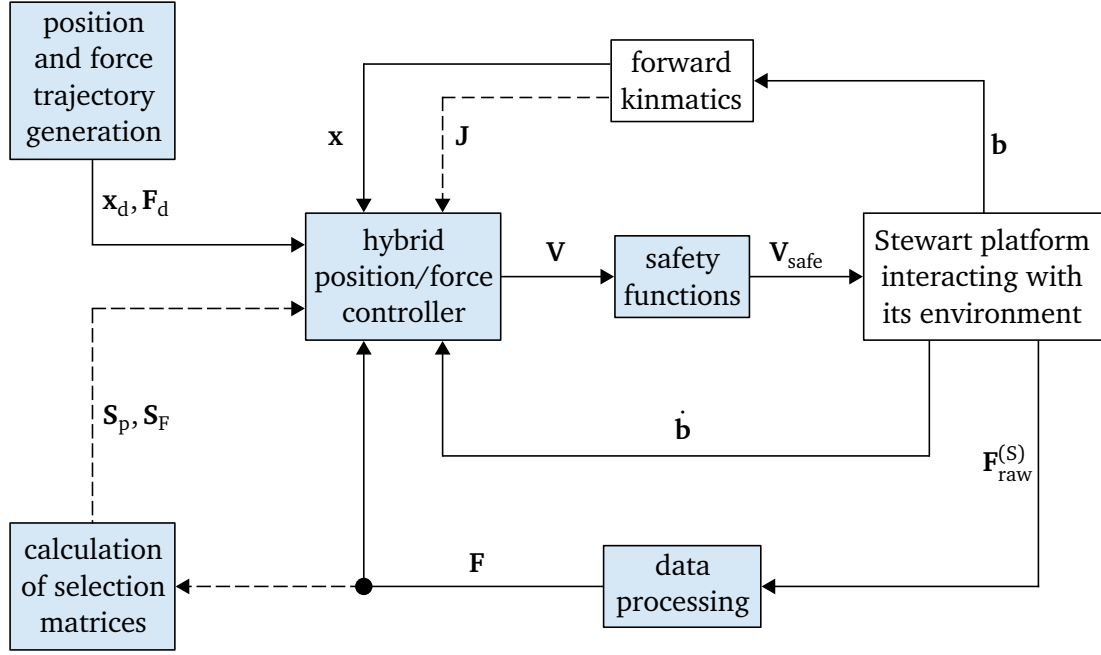 position
and force
trajectory
generation
forward
kinmatics
x
J
b
x_d, F_d
hybrid
position/force
controller
V
safety
functions
V_safe
Stewart platform
interacting with
its environment
S_p, S_F
ḃ
F_raw^(S)
calculation
of selection
matrices
F
data
processing